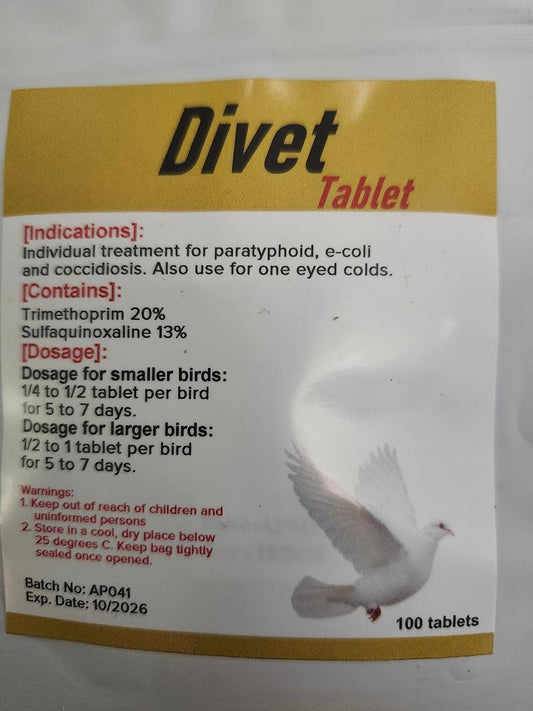 Divet
Tablet
[Indications]:
Individual treatment for paratyphoid, e-coli
and coccidiosis. Also use for one eyed colds.
[Contains]:
Trimethoprim 20%
Sulfaquinoxaline 13%
[Dosage]:
Dosage for smaller birds:
1/4 to 1/2 tablet per bird
for 5 to 7 days.
Dosage for larger birds:
1/2 to 1 tablet per bird
for 5 to 7 days.
Warnings:
1. Keep out of reach of children and
uninformed persons
2. Store in a cool, dry place below
25 degrees C. Keep bag tightly
sealed once opened.
Batch No: AP041
Exp. Date: 10/2026
100 tablets